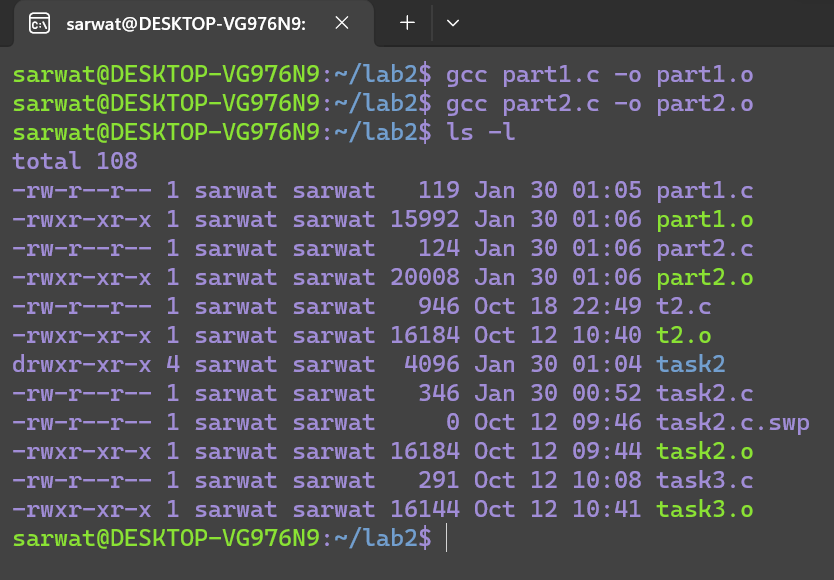 sarwat@DESKTOP-VG976N9:
sarwat@DESKTOP-VG976N9:~/lab2$ gcc part1.c -o part1.o
sarwat@DESKTOP-VG976N9:~/lab2$ gcc part2.c -o part2.o
sarwat@DESKTOP-VG976N9:~/lab2$ ls -l
total 108
-rw-r--r-- 1 sarwat sarwat   119 Jan 30 01:05 part1.c
-rwxr-xr-x 1 sarwat sarwat 15992 Jan 30 01:06 part1.o
-rw-r--r-- 1 sarwat sarwat   124 Jan 30 01:06 part2.c
-rwxr-xr-x 1 sarwat sarwat 20008 Jan 30 01:06 part2.o
-rw-r--r-- 1 sarwat sarwat   946 Oct 18 22:49 t2.c
-rwxr-xr-x 1 sarwat sarwat 16184 Oct 12 10:40 t2.o
drwxr-xr-x 4 sarwat sarwat  4096 Jan 30 01:04 task2
-rw-r--r-- 1 sarwat sarwat   346 Jan 30 00:52 task2.c
-rw-r--r-- 1 sarwat sarwat     0 Oct 12 09:46 task2.c.swp
-rwxr-xr-x 1 sarwat sarwat 16184 Oct 12 09:44 task2.o
-rw-r--r-- 1 sarwat sarwat   291 Oct 12 10:08 task3.c
-rwxr-xr-x 1 sarwat sarwat 16144 Oct 12 10:41 task3.o
sarwat@DESKTOP-VG976N9:~/lab2$